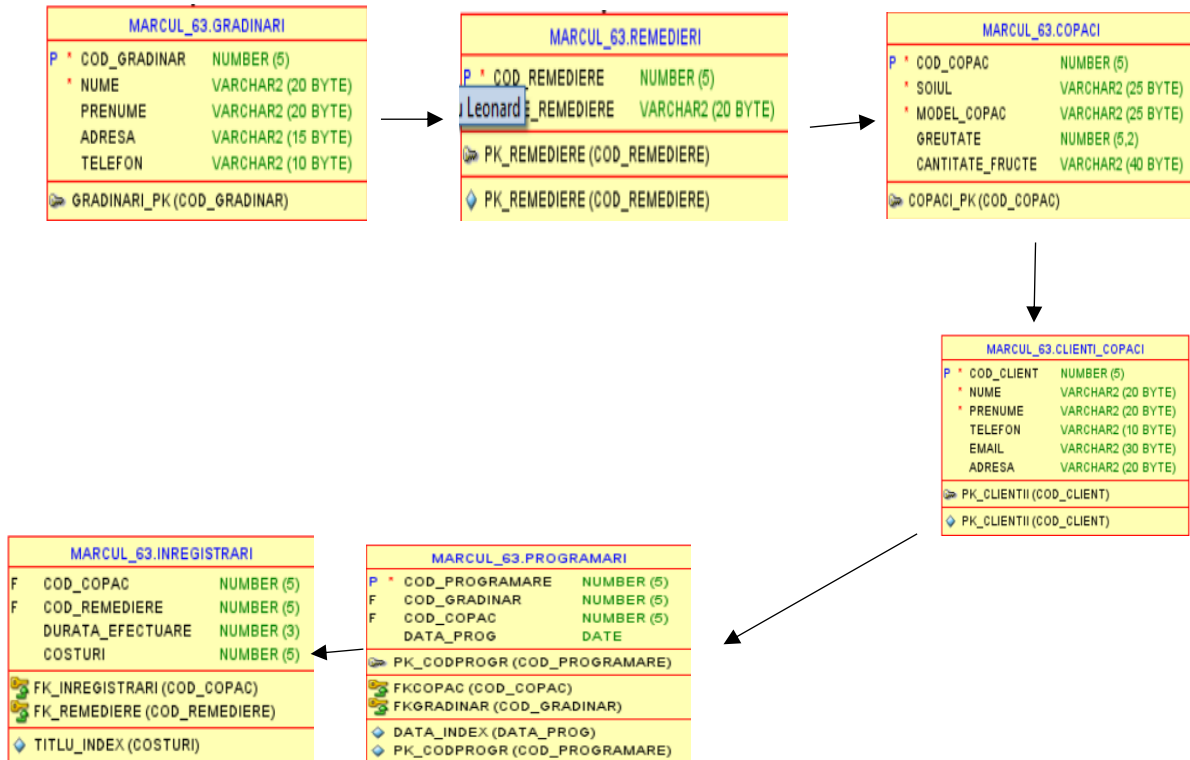 MARCUL_63.GRADINARI
P * COD_GRADINAR NUMBER (5)
* NUME VARCHAR2 (20 BYTE)
PRENUME VARCHAR2 (20 BYTE)
ADRESA VARCHAR2 (15 BYTE)
TELEFON VARCHAR2 (10 BYTE)
GRADINARI_PK (COD_GRADINAR)
MARCUL_63.REMEDIERI
P * COD_REMEDIERE NUMBER (5)
Leonard E_REMEDIERE VARCHAR2 (20 BYTE)
PK_REMEDIERE (COD_REMEDIERE)
PK_REMEDIERE (COD_REMEDIERE)
MARCUL_63.COPACI
P * COD_COPAC NUMBER (5)
* SOIUL VARCHAR2 (25 BYTE)
* MODEL_COPAC VARCHAR2 (25 BYTE)
GREUTATE NUMBER (5,2)
CANTITATE_FRUCTE VARCHAR2 (40 BYTE)
COPACI_PK (COD_COPAC)
MARCUL_63.CLIENTI_COPACI
P * COD_CLIENT NUMBER (5)
* NUME VARCHAR2 (20 BYTE)
* PRENUME VARCHAR2 (20 BYTE)
TELEFON VARCHAR2 (10 BYTE)
EMAIL VARCHAR2 (30 BYTE)
ADRESA VARCHAR2 (20 BYTE)
PK_CLIENTII (COD_CLIENT)
PK_CLIENTII (COD_CLIENT)
MARCUL_63.INREGISTRARI
F COD_COPAC NUMBER (5)
F COD_REMEDIERE NUMBER (5)
DURATA_EFECTUARE NUMBER (3)
COSTURI NUMBER (5)
FK_INREGISTRARI (COD_COPAC)
FK_REMEDIERE (COD_REMEDIERE)
TITLU_INDEX (COSTURI)
MARCUL_63.PROGRAMARI
P * COD_PROGRAMARE NUMBER (5)
F COD_GRADINAR NUMBER (5)
F COD_COPAC NUMBER (5)
DATA_PROG DATE
PK_CODPROGR (COD_PROGRAMARE)
FKCOPAC (COD_COPAC)
FKGRADINAR (COD_GRADINAR)
DATA_INDEX (DATA_PROG)
PK_CODPROGR (COD_PROGRAMARE)